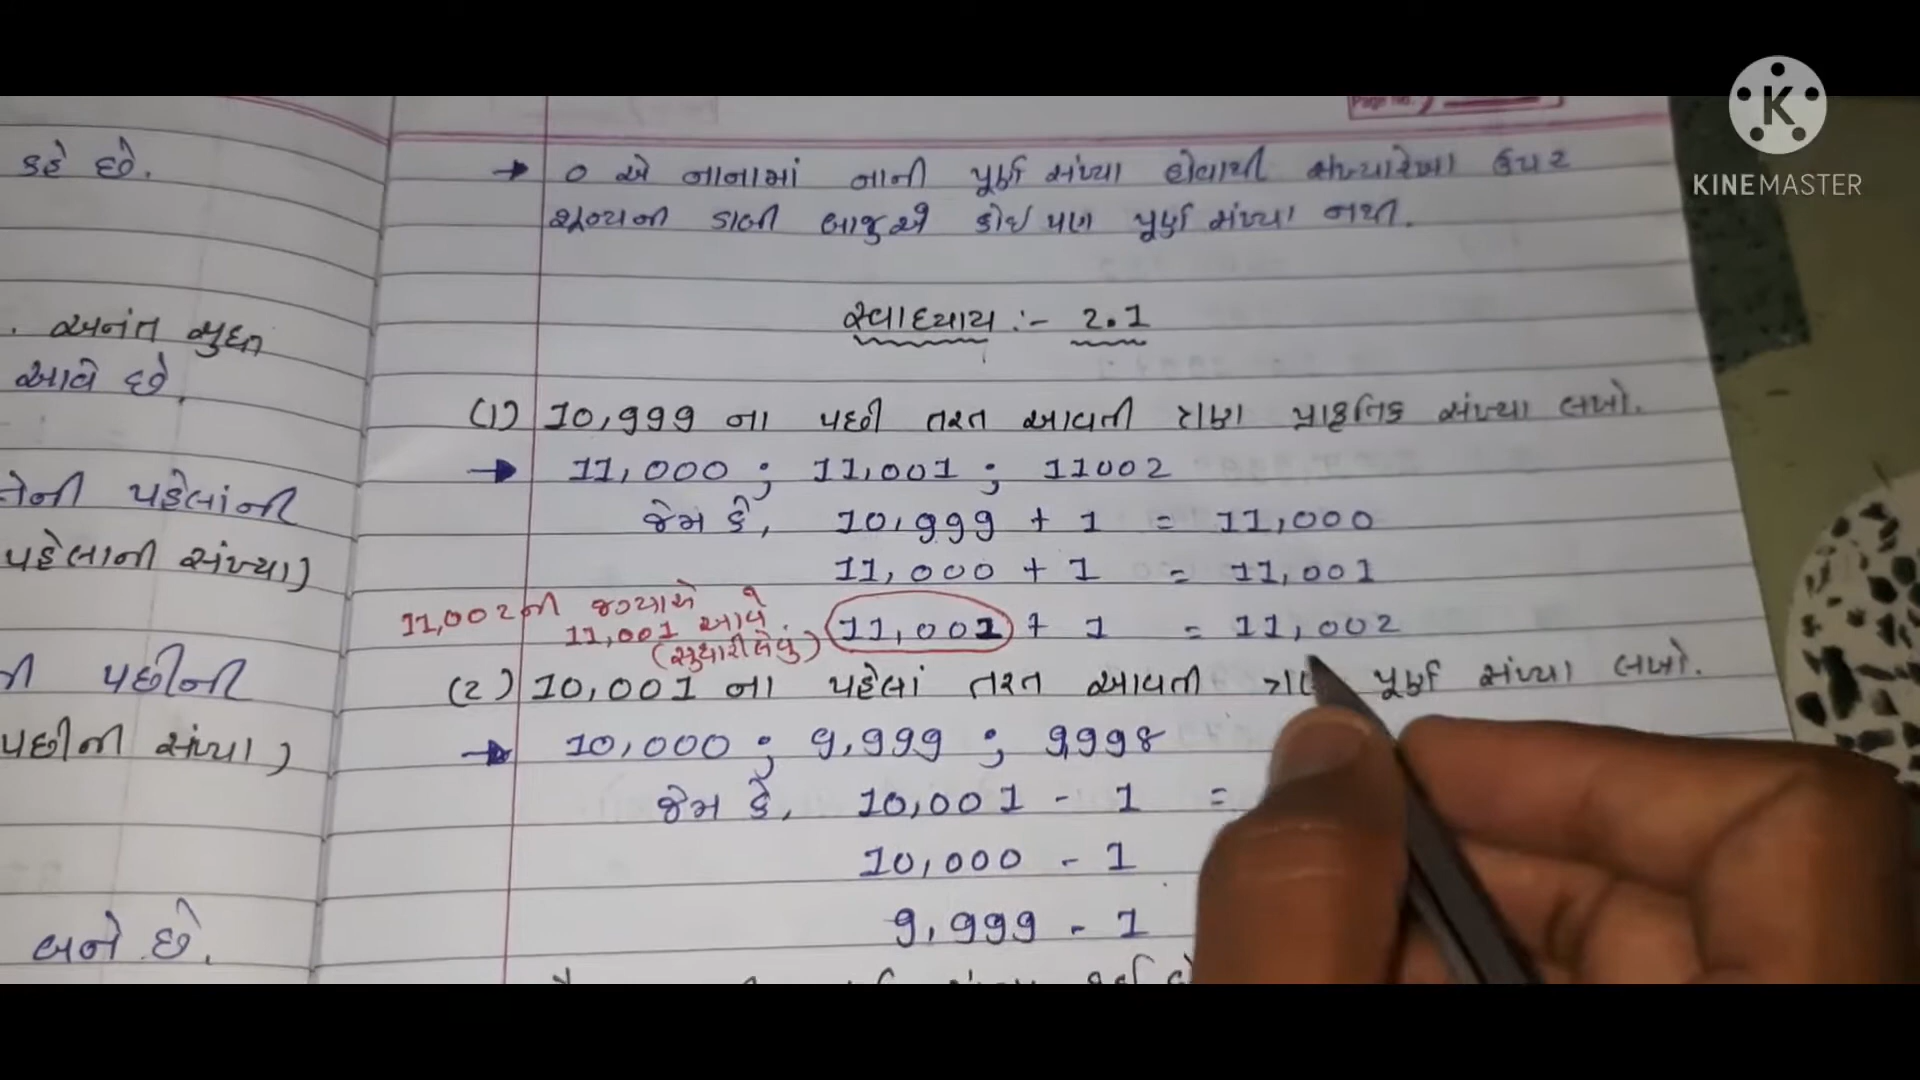 કહે છે.
. અનંત સુધી
આવે છે.
તેની પહેલાંની
પહેલાની સંખ્યા)
ની પછીની
પછીની સંખ્યા)
બને છે.
→ ૦ એ નાનામાં નાની પૂર્ણ સંખ્યા હોવાથી સંખ્યારેખા ઉપર
શૂન્યની ડાબી બાજુએ કોઇ પણ પૂર્ણ સંખ્યા નથી.
સ્વાધ્યાય :- 2.1
(1) 10,999 ના પછી તરત આવતી ત્રણ પ્રાકૃતિક સંખ્યા લખો.
→ 11,000 ; 11,001 ; 11002
જેમ કે, 10,999 + 1 = 11,000
11,000 + 1 = 11,001
11,002ની જગ્યાએ
11,001 આવે
(સુધારી લેવું)
11,001 + 1 = 11,002
(2) 10,001 ના પહેલાં તરત આવતી પૂર્ણ સંખ્યા લખો.
→ 10,000 ; 9,999 ; 9998
જેમ કે, 10,001 - 1 =
10,000 - 1
9,999 - 1
KINEMASTER